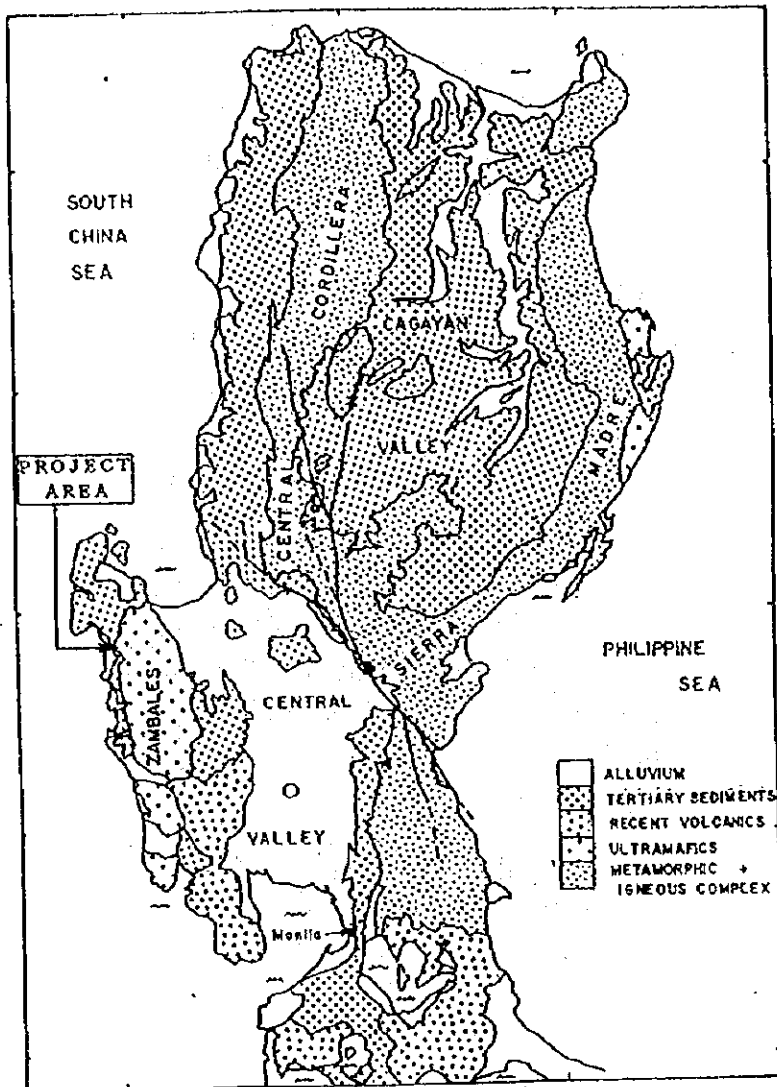 SOUTH
CHINA
SEA
CORDILLERA
CAGAYAN
VALLEY
MADRE
PROJECT
AREA
CENTRAL
SIERRA
PHILIPPINE
SEA
ZAMBALES
CENTRAL
VALLEY
Manila
ALLUVIUM
TERTIARY SEDIMENTS
RECENT VOLCANICS
ULTRAMAFICS
METAMORPHIC +
IGNEOUS COMPLEX